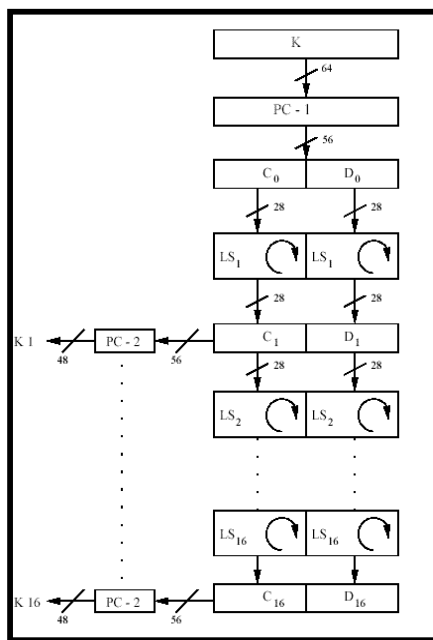 K
64
PC - 1
56
C0 D0
28 28
LS1 LS1
28 28
K 1 48 PC - 2 56 C1 D1
28 28
LS2 LS2
LS16 LS16
K 16 48 PC - 2 56 C16 D16